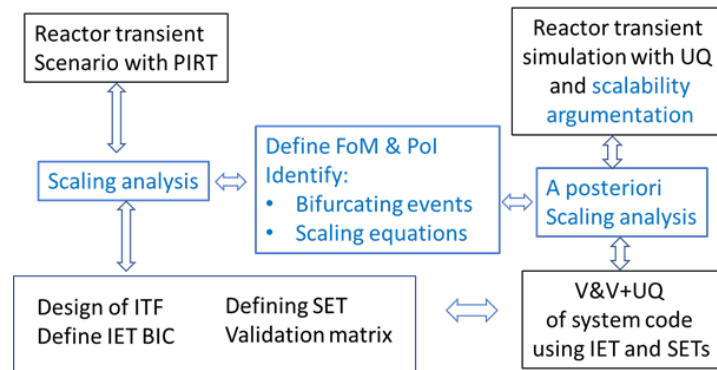 Reactor transient
Scenario with PIRT
Reactor transient
simulation with UQ
and scalability
argumentation
Scaling analysis
Define FoM & PoI
Identify:
• Bifurcating events
• Scaling equations
A posteriori
Scaling analysis
Design of ITF
Define IET BIC
Defining SET
Validation matrix
V&V+UQ
of system code
using IET and SETs